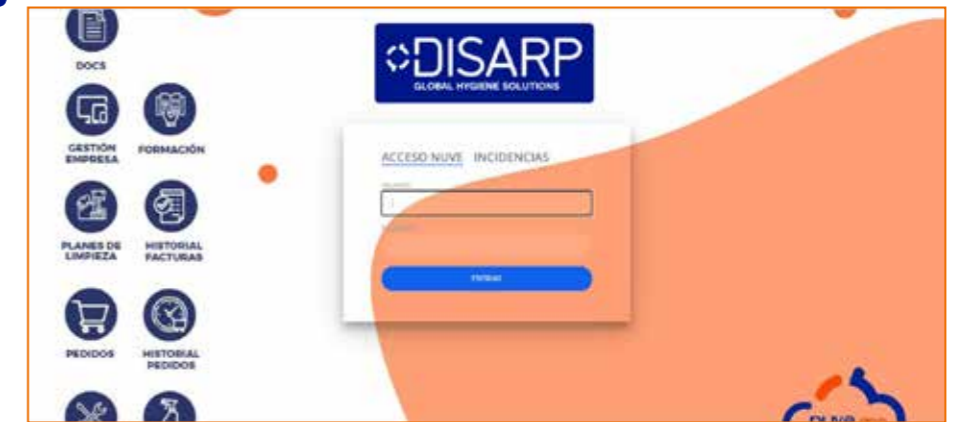 DOCS
DISARP
GLOBAL HYGIENE SOLUTIONS
GESTIÓN
EMPRESA
FORMACIÓN
ACCESO NUVE INCIDENCIAS
PLANES DE
LIMPIEZA
HISTORIAL
FACTURAS
ENTRAR
PEDIDOS
HISTORIAL
PEDIDOS